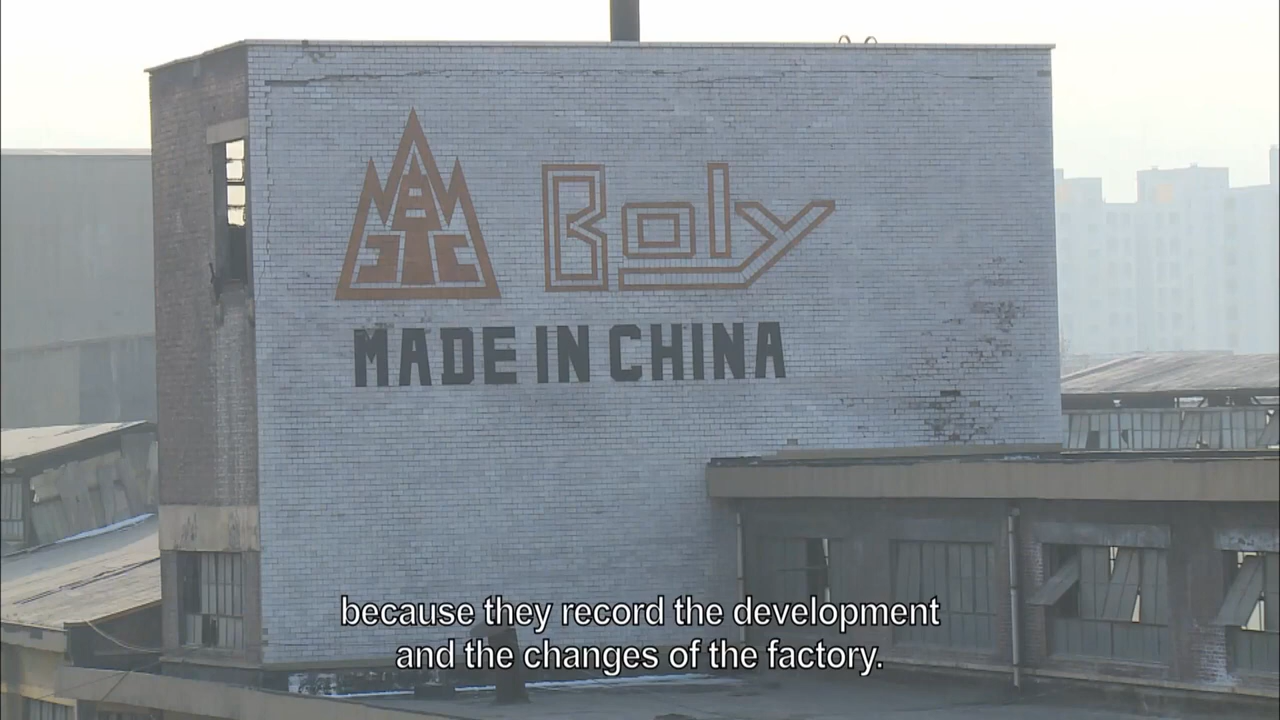 Boly
MADE IN CHINA
because they record the development
and the changes of the factory.